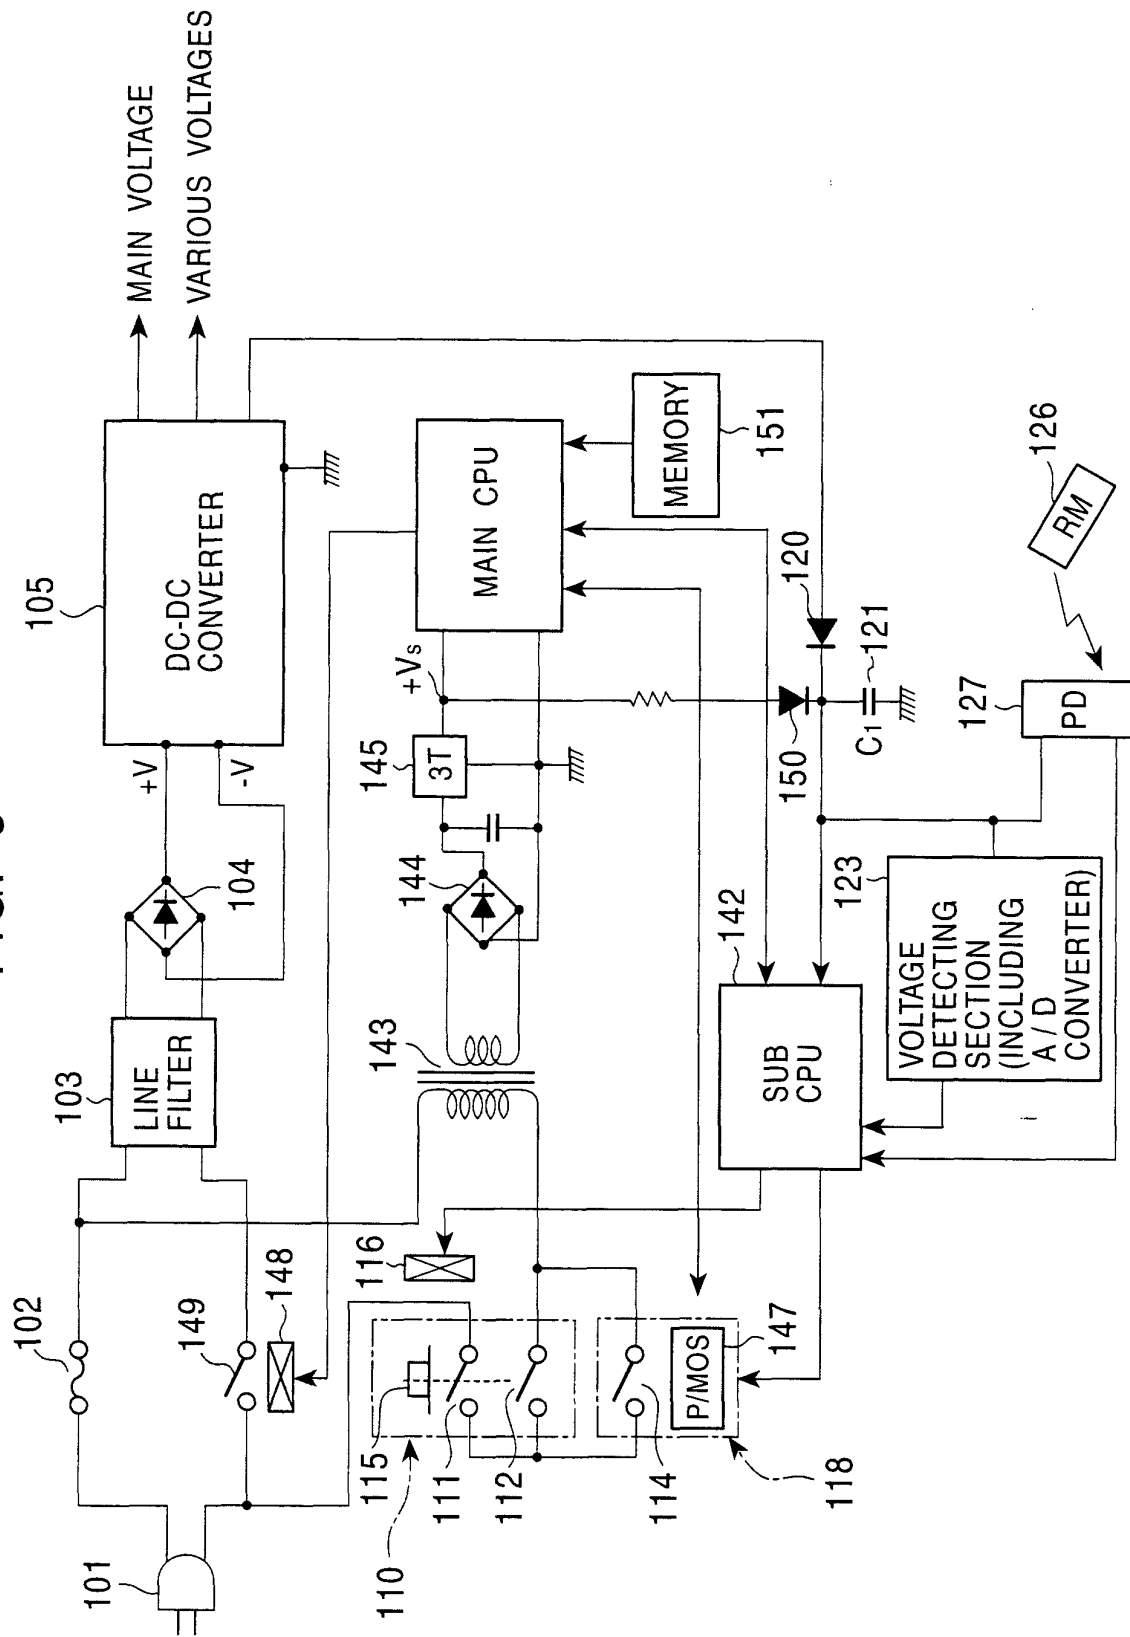 MAIN VOLTAGE
VARIOUS VOLTAGES
105
DC-DC
CONVERTER
+V
-V
104
103
LINE
FILTER
102
149
148
101
MAIN CPU
MEMORY
151
+Vs
145
3T
144
143
116
115
111
112
110
114
147
P/MOS
118
142
SUB
CPU
150
120
121
C1
123
VOLTAGE
DETECTING
SECTION
(INCLUDING
A/D
CONVERTER)
127
PD
126
RM